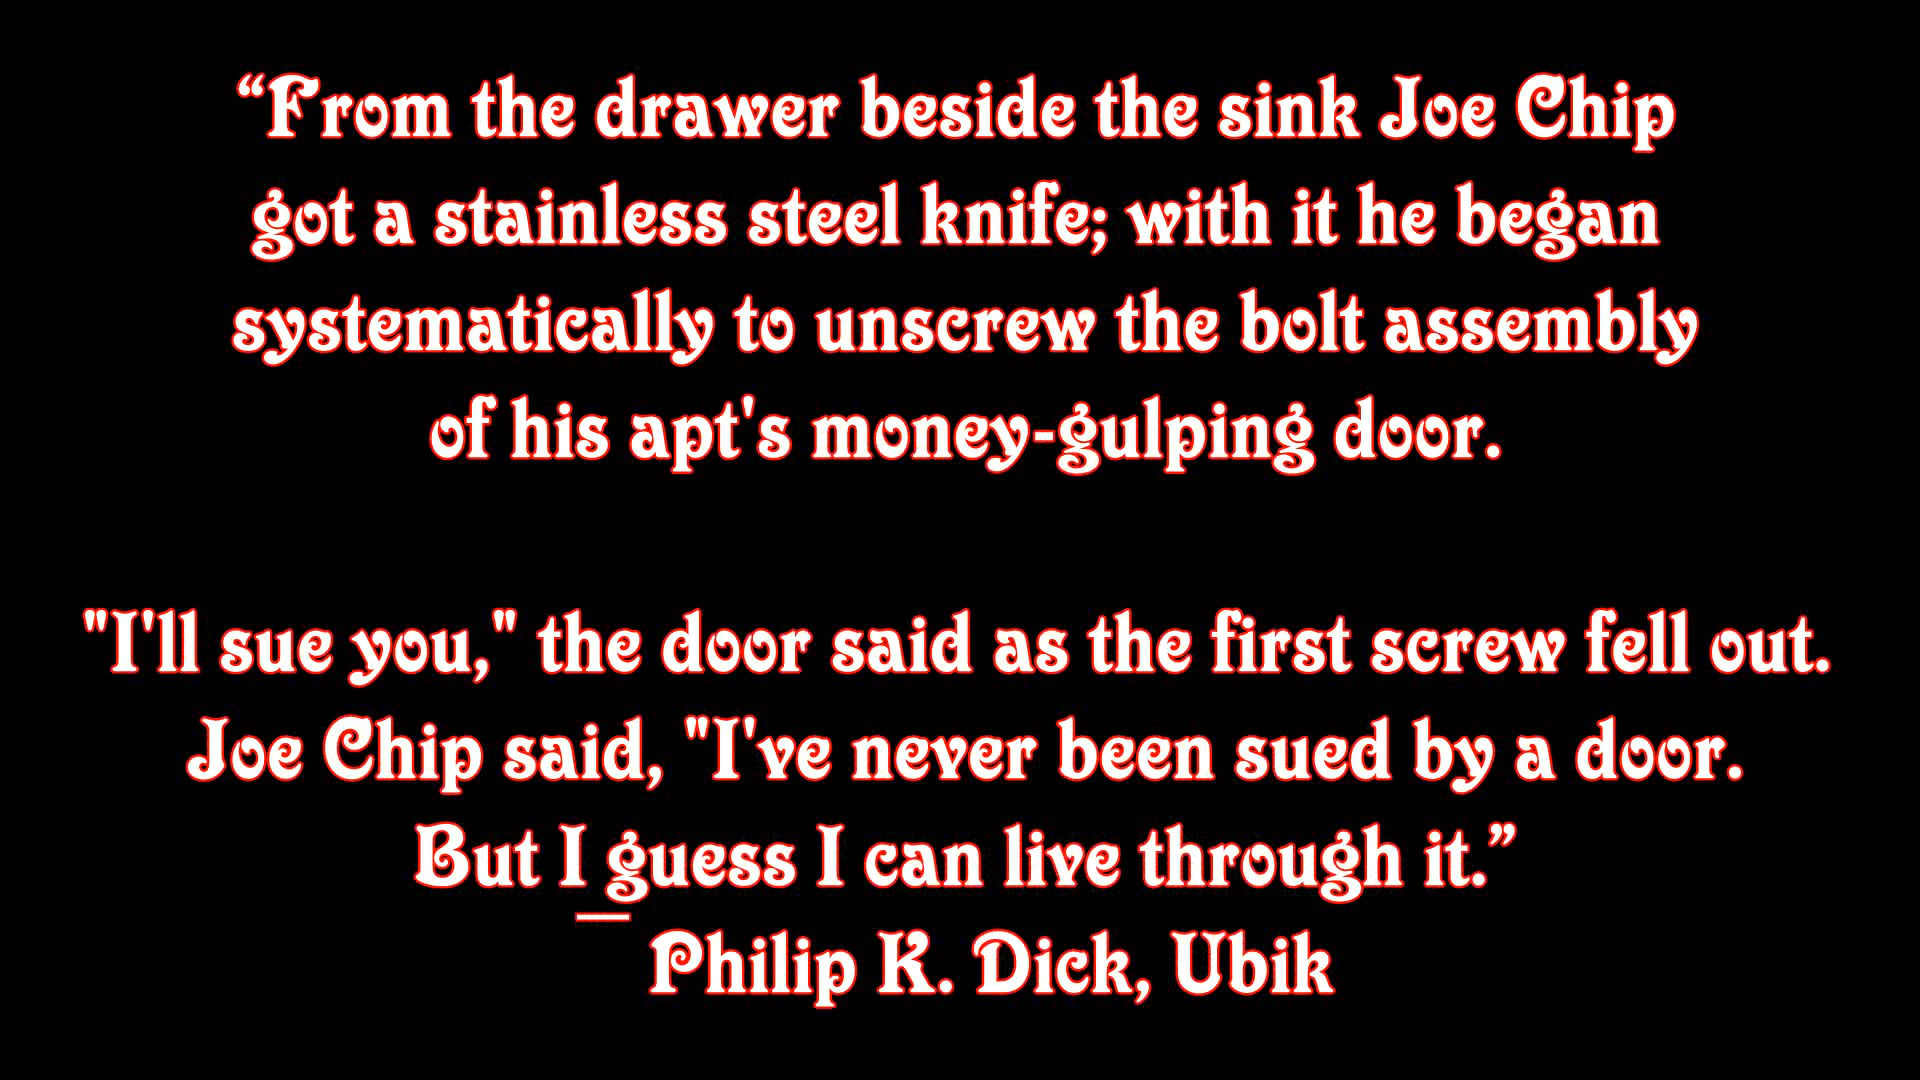 “From the drawer beside the sink Joe Chip
got a stainless steel knife; with it he began
systematically to unscrew the bolt assembly
of his apt's money-gulping door.
"I'll sue you," the door said as the first screw fell out.
Joe Chip said, "I've never been sued by a door.
But I guess I can live through it.”
― Philip K. Dick, Ubik